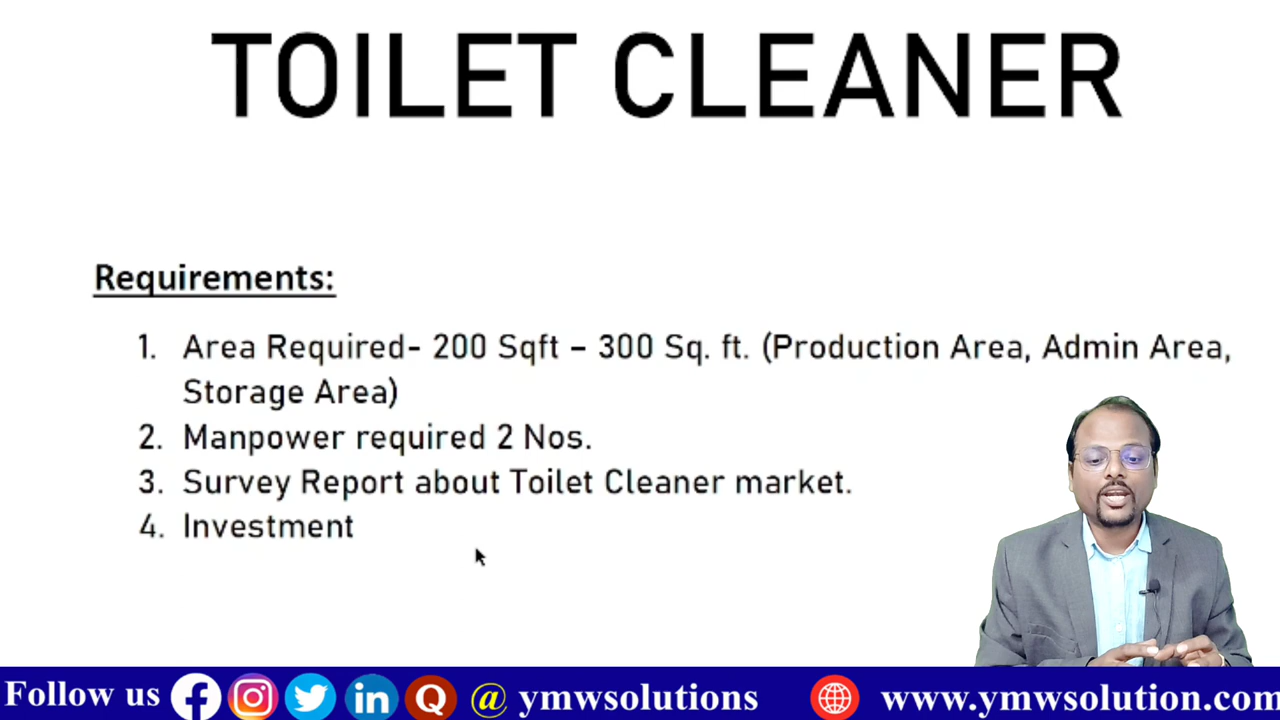 TOILET CLEANER
Requirements:
1. Area Required- 200 Sqft – 300 Sq. ft. (Production Area, Admin Area,
Storage Area)
2. Manpower required 2 Nos.
3. Survey Report about Toilet Cleaner market.
4. Investment
Follow us @ ymwsolutions www.ymwsolution.com